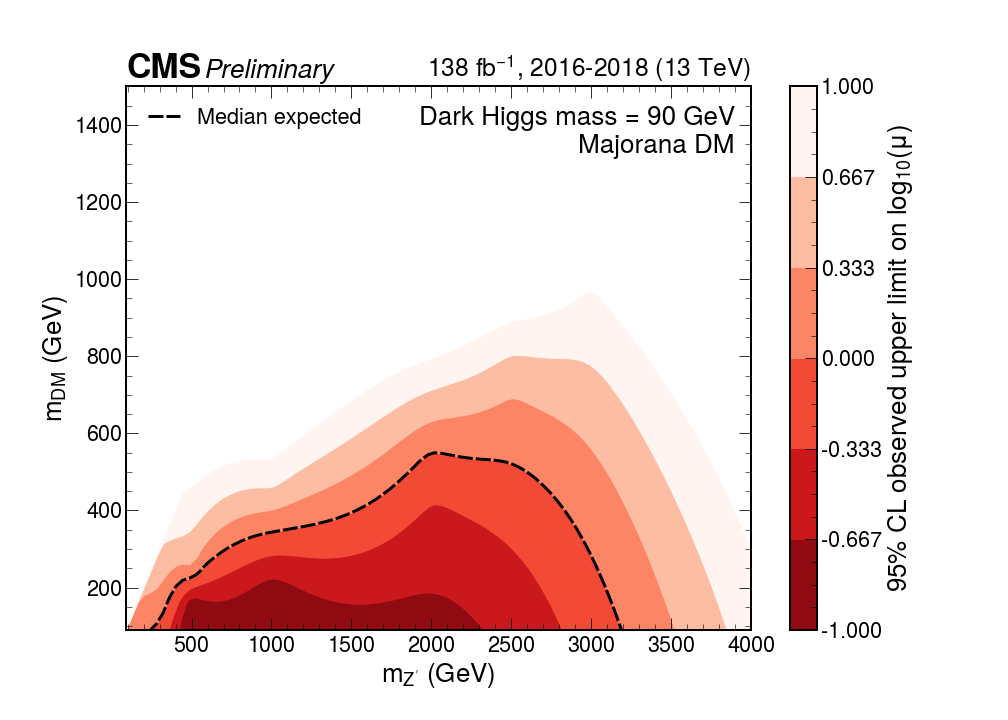 CMS Preliminary 138 fb⁻¹, 2016-2018 (13 TeV)
Median expected
Dark Higgs mass = 90 GeV
Majorana DM
1400
1200
1000
800
600
400
200
m_DM (GeV)
500 1000 1500 2000 2500 3000 3500 4000
m_Z′ (GeV)
1.000
0.667
0.333
0.000
-0.333
-0.667
-1.000
95% CL observed upper limit on log₁₀(μ)